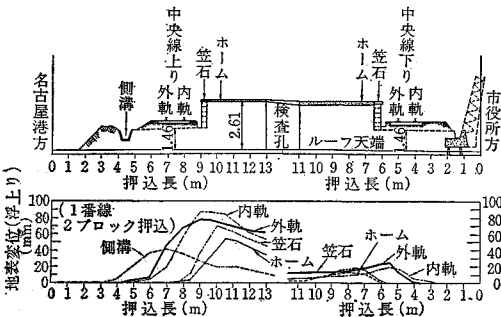 中央線上り
外軌
内軌
笠石
ホーム
ホーム
笠石
中央線下り
内軌
外軌
名古屋港方
側溝
1.46
2.61
検査孔
ルーフ天端
1.46
市役所方
0 1 2 3 4 5 6 7 8 9 10 11 12 13
11 10 9 8 7 6 5 4 3 2 1 0
押込長(m)
押込長(m)
地表変位(浮上り)(mm)
100
80
60
40
20
0
(1番線
2ブロック押込)
側溝
内軌
外軌
笠石
ホーム
笠石
ホーム
外軌
内軌
100
80
60
40
20
0
0 1 2 3 4 5 6 7 8 9 10 11 12 13
11 10 9 8 7 6 5 4 3 2 1 0
押込長(m)
押込長(m)